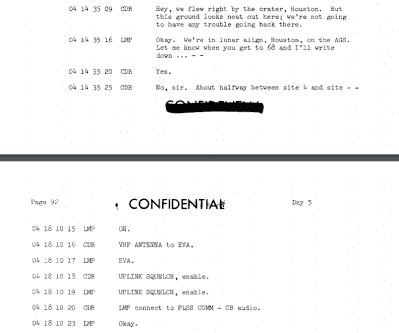 04 14 35 09 CDR Hey, we flew right by the crater, Houston. But
this ground looks neat out here; we're not going
to have any trouble going back there.
04 14 35 16 LMP Okay. We're in lunar align, Houston, on the AGS.
Let me know when you get to 68 and I'll write
down ... - -
04 14 35 20 CDR Yes.
04 14 35 25 CDR No, sir. About halfway between site 4 and site - -
CONFIDENTIAL
Page 92 CONFIDENTIAL Day 5
04 18 10 15 LMP ON.
04 18 10 16 CDR VHF ANTENNA to EVA.
04 18 10 17 LMP EVA.
04 18 10 18 CDR UPLINK SQUELCH, enable.
04 18 10 19 LMP UPLINK SQUELCH, enable.
04 18 10 20 CDR LMP connect to PLSS COMM - CB audio.
04 18 10 23 LMP Okay.